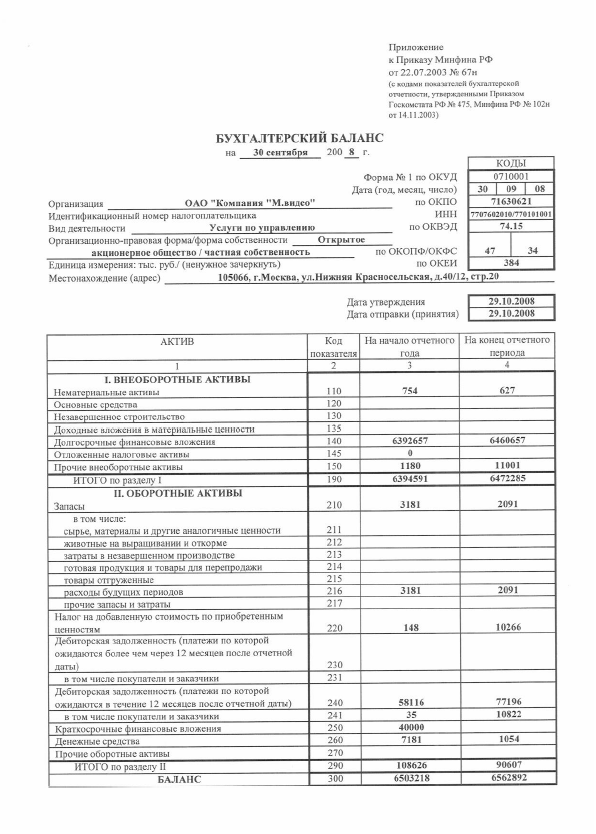 Приложение
к Приказу Минфина РФ
от 22.07.2003 № 67н
(с кодами показателей бухгалтерской
отчетности, утвержденными Приказом
Госкомстата РФ № 475, Минфина РФ № 102н
от 14.11.2003)
БУХГАЛТЕРСКИЙ БАЛАНС
на 30 сентября 200 8 г.
КОДЫ
Форма № 1 по ОКУД 0710001
Дата (год, месяц, число) 30 09 08
Организация ОАО "Компания "М.видео" по ОКПО 71630621
Идентификационный номер налогоплательщика ИНН 7707602010/770101001
Вид деятельности Услуги по управлению по ОКВЭД 74.15
Организационно-правовая форма/форма собственности Открытое
акционерное общество / частная собственность по ОКОПФ/ОКФС 47 34
Единица измерения: тыс. руб./ (ненужное зачеркнуть) по ОКЕИ 384
Местонахождение (адрес) 105066, г.Москва, ул.Нижняя Красносельская, д.40/12, стр.20
Дата утверждения 29.10.2008
Дата отправки (принятия) 29.10.2008
АКТИВ Код показателя На начало отчетного года На конец отчетного периода
1 2 3 4
I. ВНЕОБОРОТНЫЕ АКТИВЫ
Нематериальные активы 110 754 627
Основные средства 120
Незавершенное строительство 130
Доходные вложения в материальные ценности 135
Долгосрочные финансовые вложения 140 6392657 6460657
Отложенные налоговые активы 145 0
Прочие внеоборотные активы 150 1180 11001
ИТОГО по разделу I 190 6394591 6472285
II. ОБОРОТНЫЕ АКТИВЫ
Запасы 210 3181 2091
в том числе:
сырье, материалы и другие аналогичные ценности 211
животные на выращивании и откорме 212
затраты в незавершенном производстве 213
готовая продукция и товары для перепродажи 214
товары отгруженные 215
расходы будущих периодов 216 3181 2091
прочие запасы и затраты 217
Налог на добавленную стоимость по приобретенным
ценностям 220 148 10266
Дебиторская задолженность (платежи по которой
ожидаются более чем через 12 месяцев после отчетной
даты) 230
в том числе покупатели и заказчики 231
Дебиторская задолженность (платежи по которой
ожидаются в течение 12 месяцев после отчетной даты) 240 58116 77196
в том числе покупатели и заказчики 241 35 10822
Краткосрочные финансовые вложения 250 40000
Денежные средства 260 7181 1054
Прочие оборотные активы 270
ИТОГО по разделу II 290 108626 90607
БАЛАНС 300 6503218 6562892